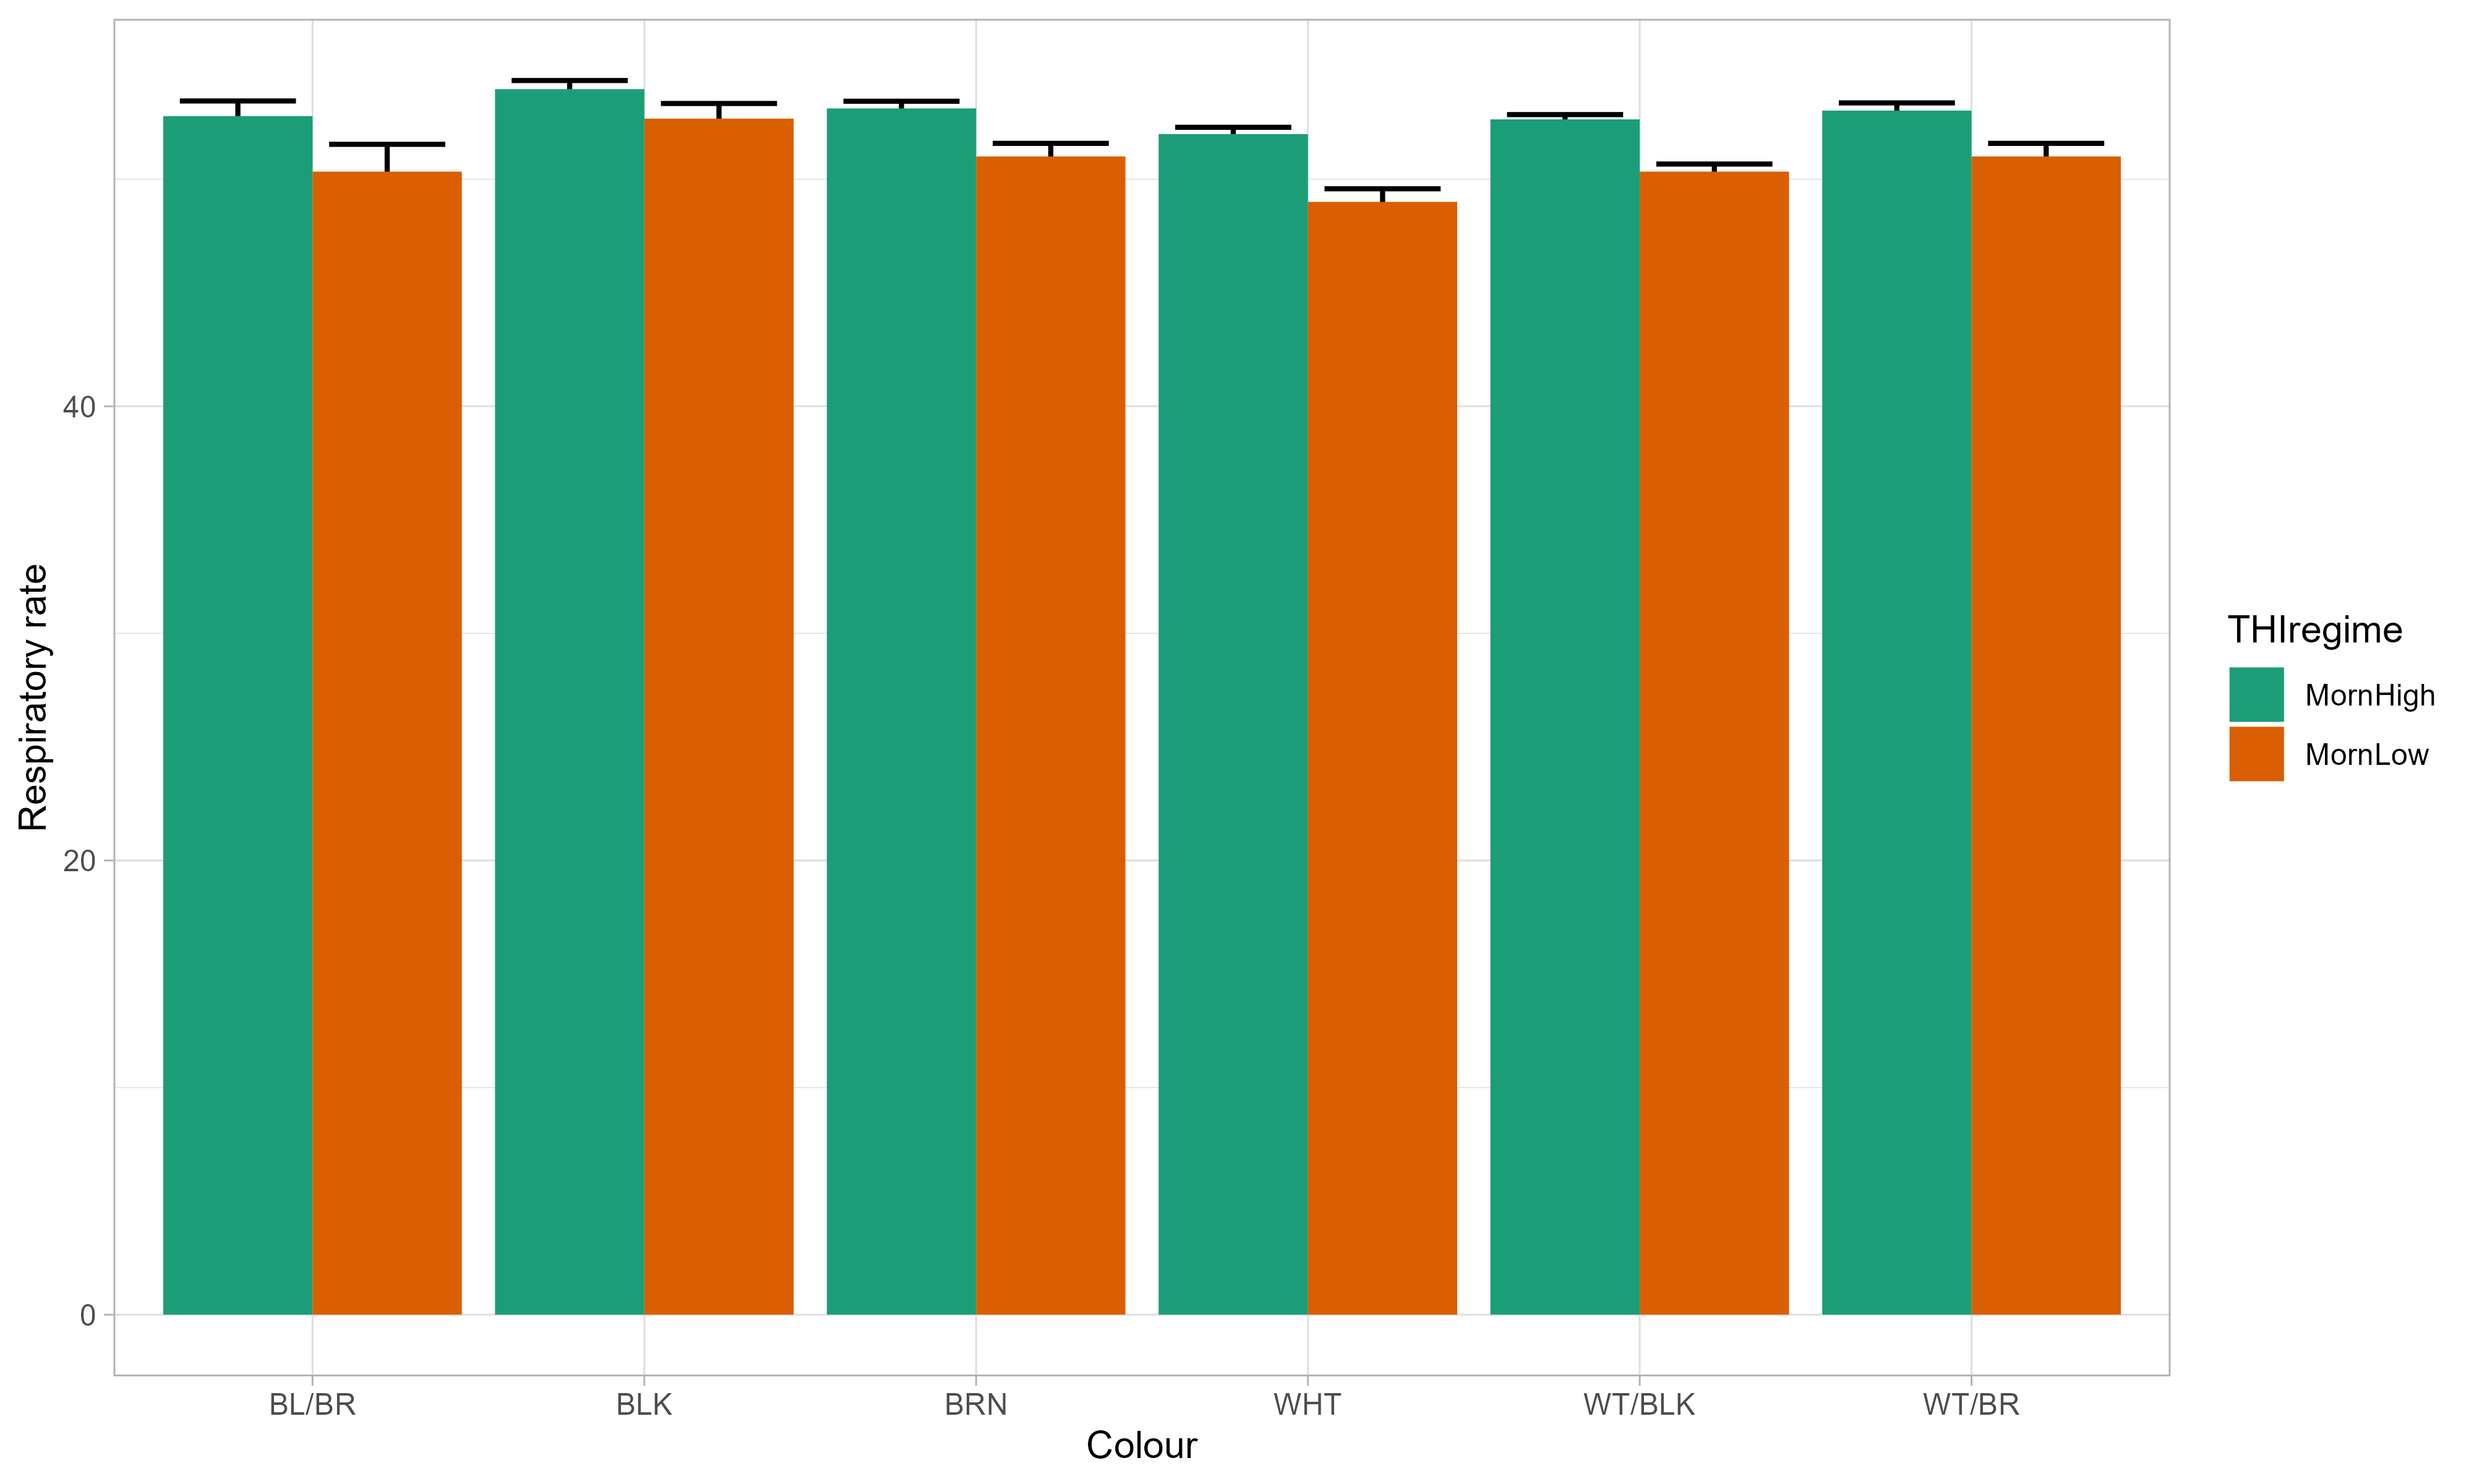 Respiratory rate
40
20
0
BL/BR BLK BRN WHT WT/BLK WT/BR
Colour
THIregime
MornHigh
MornLow